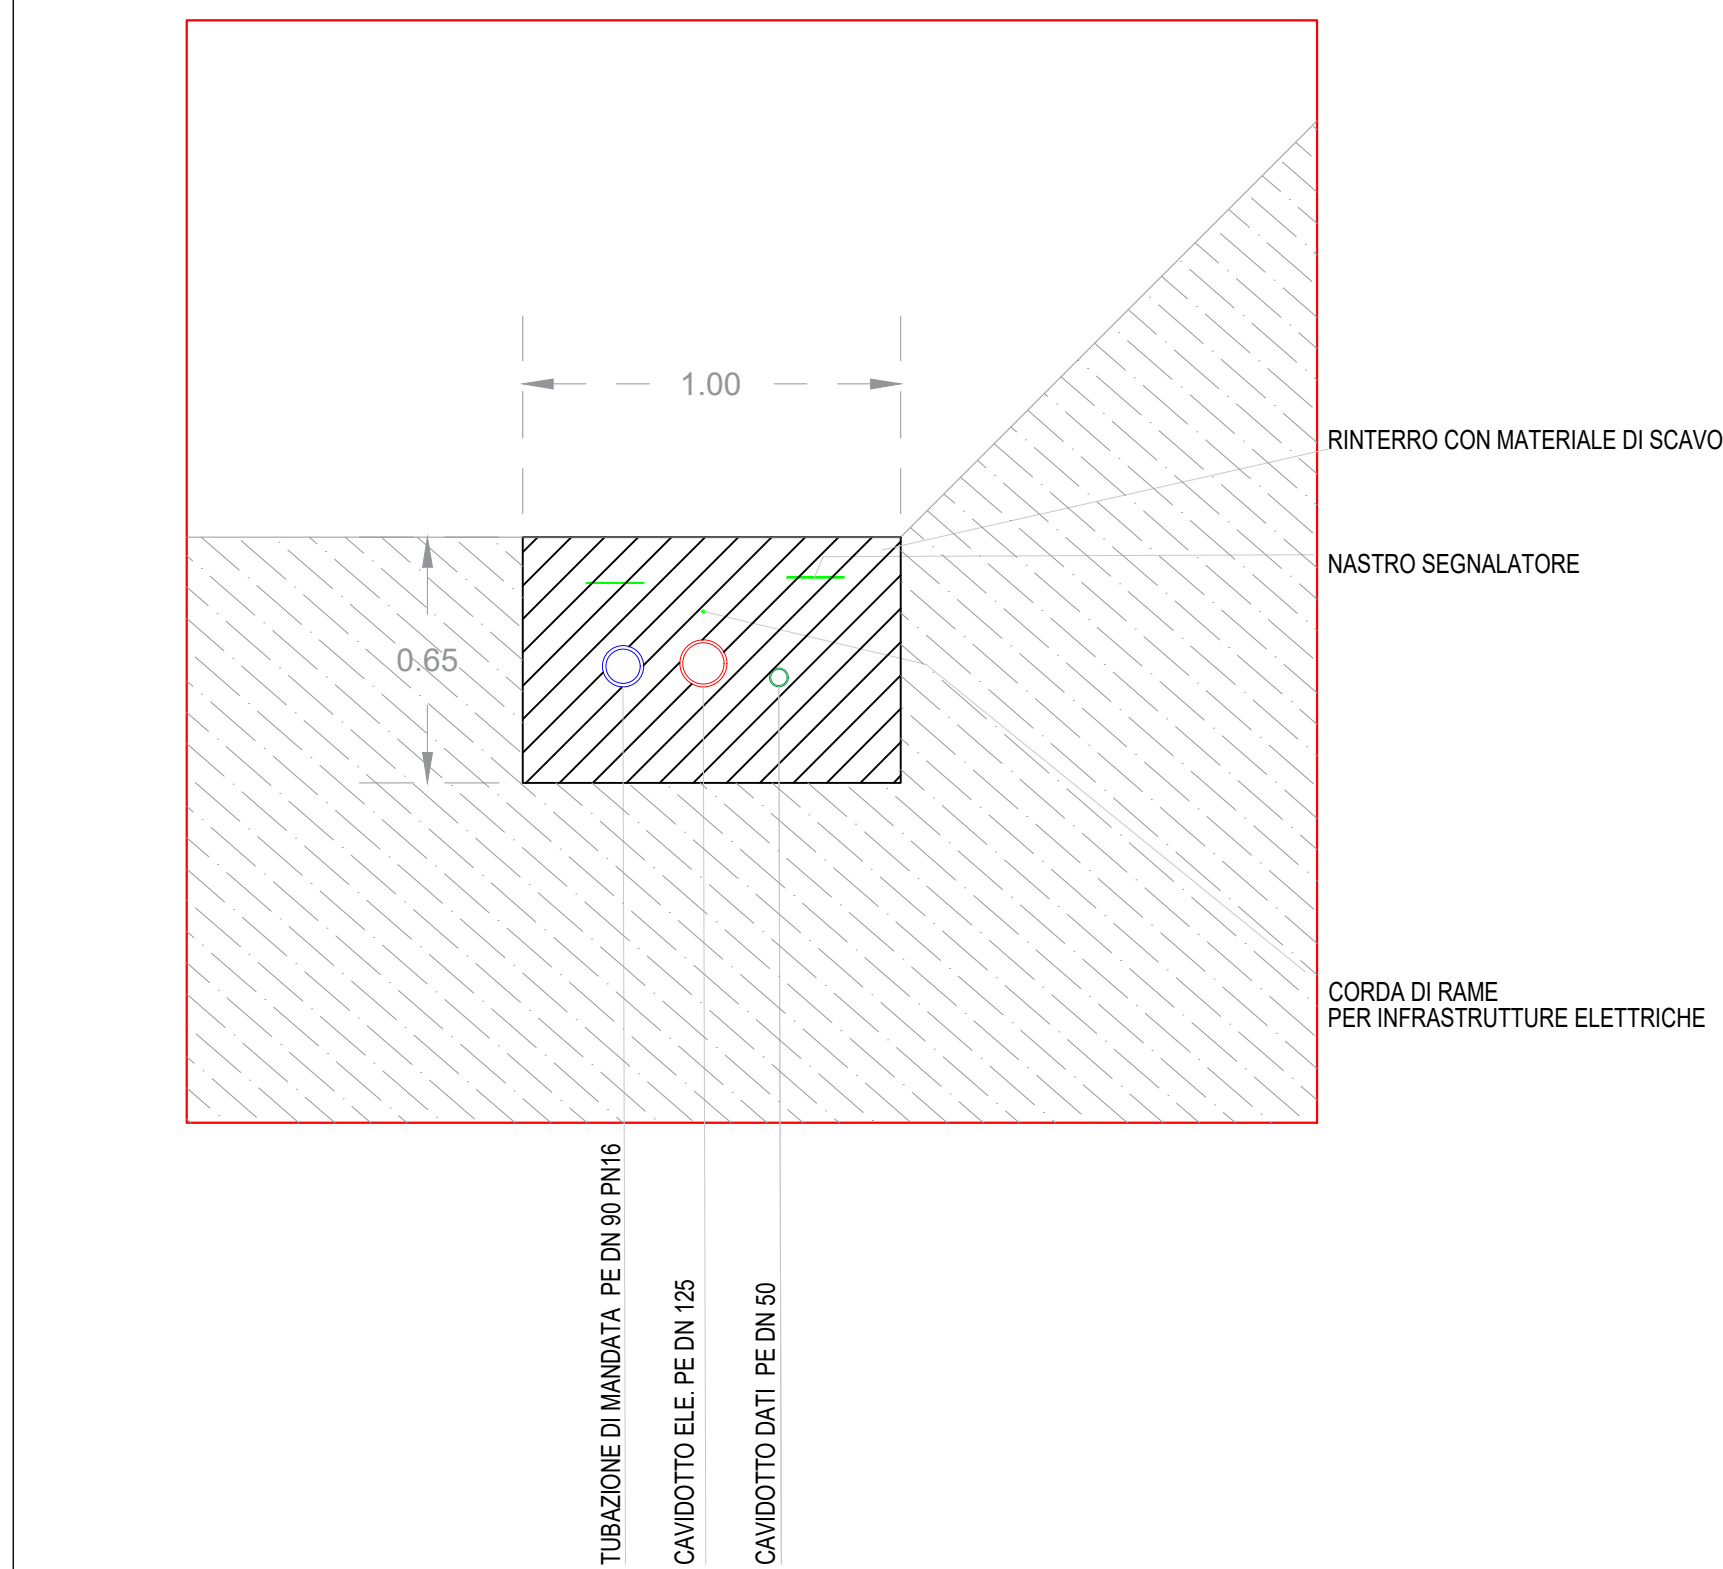 1.00
RINTERRO CON MATERIALE DI SCAVO
NASTRO SEGNALATORE
0.65
CORDA DI RAME
PER INFRASTRUTTURE ELETTRICHE
TUBAZIONE DI MANDATA PE DN 90 PN16
CAVIDOTTO ELE. PE DN 125
CAVIDOTTO DATI PE DN 50